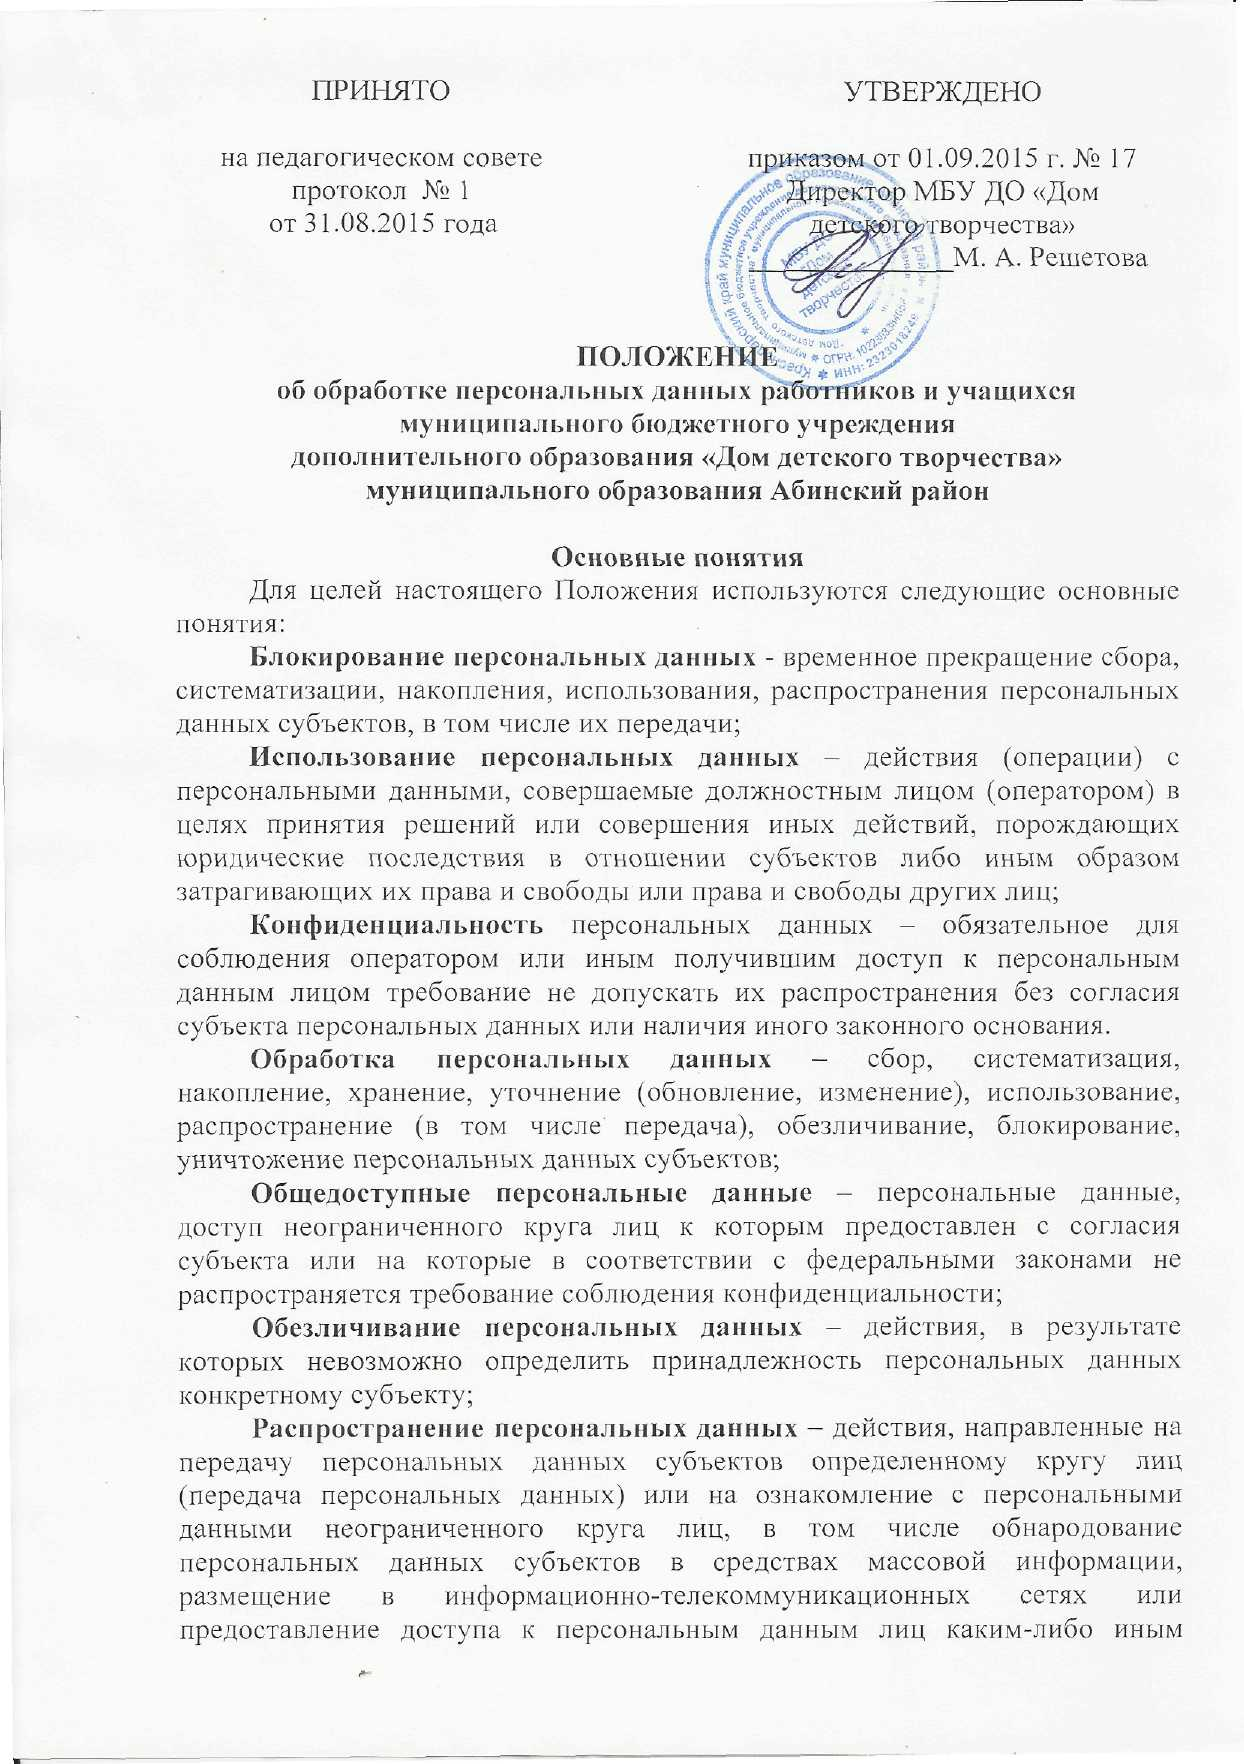 ПРИНЯТО
на педагогическом совете
протокол № 1
от 31.08.2015 года
УТВЕРЖДЕНО
приказом от 01.09.2015 г. № 17
Директор МБУ ДО «Дом
детского творчества»
М. А. Решетова
МБУ ДО
"Дом
детского
творчества"
ПОЛОЖЕНИЕ
об обработке персональных данных работников и учащихся
муниципального бюджетного учреждения
дополнительного образования «Дом детского творчества»
муниципального образования Абинский район
Основные понятия
Для целей настоящего Положения используются следующие основные
понятия:
Блокирование персональных данных - временное прекращение сбора,
систематизации, накопления, использования, распространения персональных
данных субъектов, в том числе их передачи;
Использование персональных данных – действия (операции) с
персональными данными, совершаемые должностным лицом (оператором) в
целях принятия решений или совершения иных действий, порождающих
юридические последствия в отношении субъектов либо иным образом
затрагивающих их права и свободы или права и свободы других лиц;
Конфиденциальность персональных данных – обязательное для
соблюдения оператором или иным получившим доступ к персональным
данным лицом требование не допускать их распространения без согласия
субъекта персональных данных или наличия иного законного основания.
Обработка персональных данных – сбор, систематизация,
накопление, хранение, уточнение (обновление, изменение), использование,
распространение (в том числе передача), обезличивание, блокирование,
уничтожение персональных данных субъектов;
Общедоступные персональные данные – персональные данные,
доступ неограниченного круга лиц к которым предоставлен с согласия
субъекта или на которые в соответствии с федеральными законами не
распространяется требование соблюдения конфиденциальности;
Обезличивание персональных данных – действия, в результате
которых невозможно определить принадлежность персональных данных
конкретному субъекту;
Распространение персональных данных – действия, направленные на
передачу персональных данных субъектов определенному кругу лиц
(передача персональных данных) или на ознакомление с персональными
данными неограниченного круга лиц, в том числе обнародование
персональных данных субъектов в средствах массовой информации,
размещение в информационно-телекоммуникационных сетях или
предоставление доступа к персональным данным лиц каким-либо иным